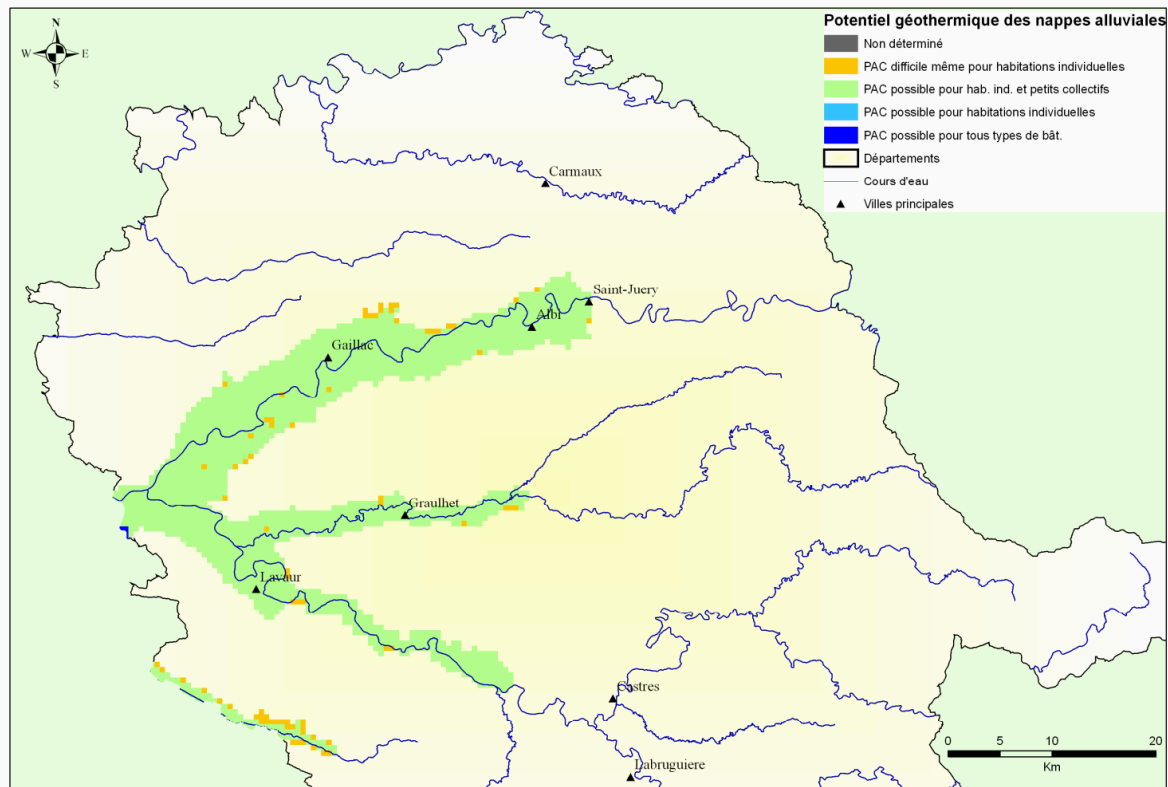 Potentiel géothermique des nappes alluviales
Non déterminé
PAC difficile même pour habitations individuelles
PAC possible pour hab. ind. et petits collectifs
PAC possible pour habitations individuelles
PAC possible pour tous types de bât.
Départements
Cours d'eau
Villes principales
N
W E
S
Carmaux
Saint-Juery
Albi
Gaillac
Graulhet
Lavaur
Castres
Labruguiere
0 5 10 20
Km